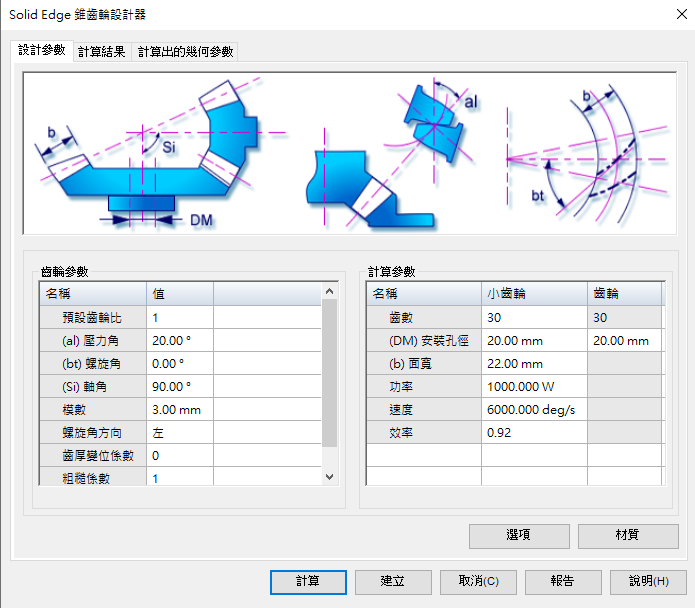 Solid Edge 錐齒輪設計器
設計參數 計算結果 計算出的幾何參數
b
Si
DM
al
b
bt
齒輪參數
名稱 值
預設齒輪比 1
(al) 壓力角 20.00 °
(bt) 螺旋角 0.00 °
(Si) 軸角 90.00 °
模數 3.00 mm
螺旋角方向 左
齒厚變位係數 0
粗糙係數 1
計算參數
名稱 小齒輪 齒輪
齒數 30 30
(DM) 安裝孔徑 20.00 mm 20.00 mm
(b) 面寬 22.00 mm
功率 1000.000 W
速度 6000.000 deg/s
效率 0.92
選項 材質
計算 建立 取消(C) 報告 說明(H)